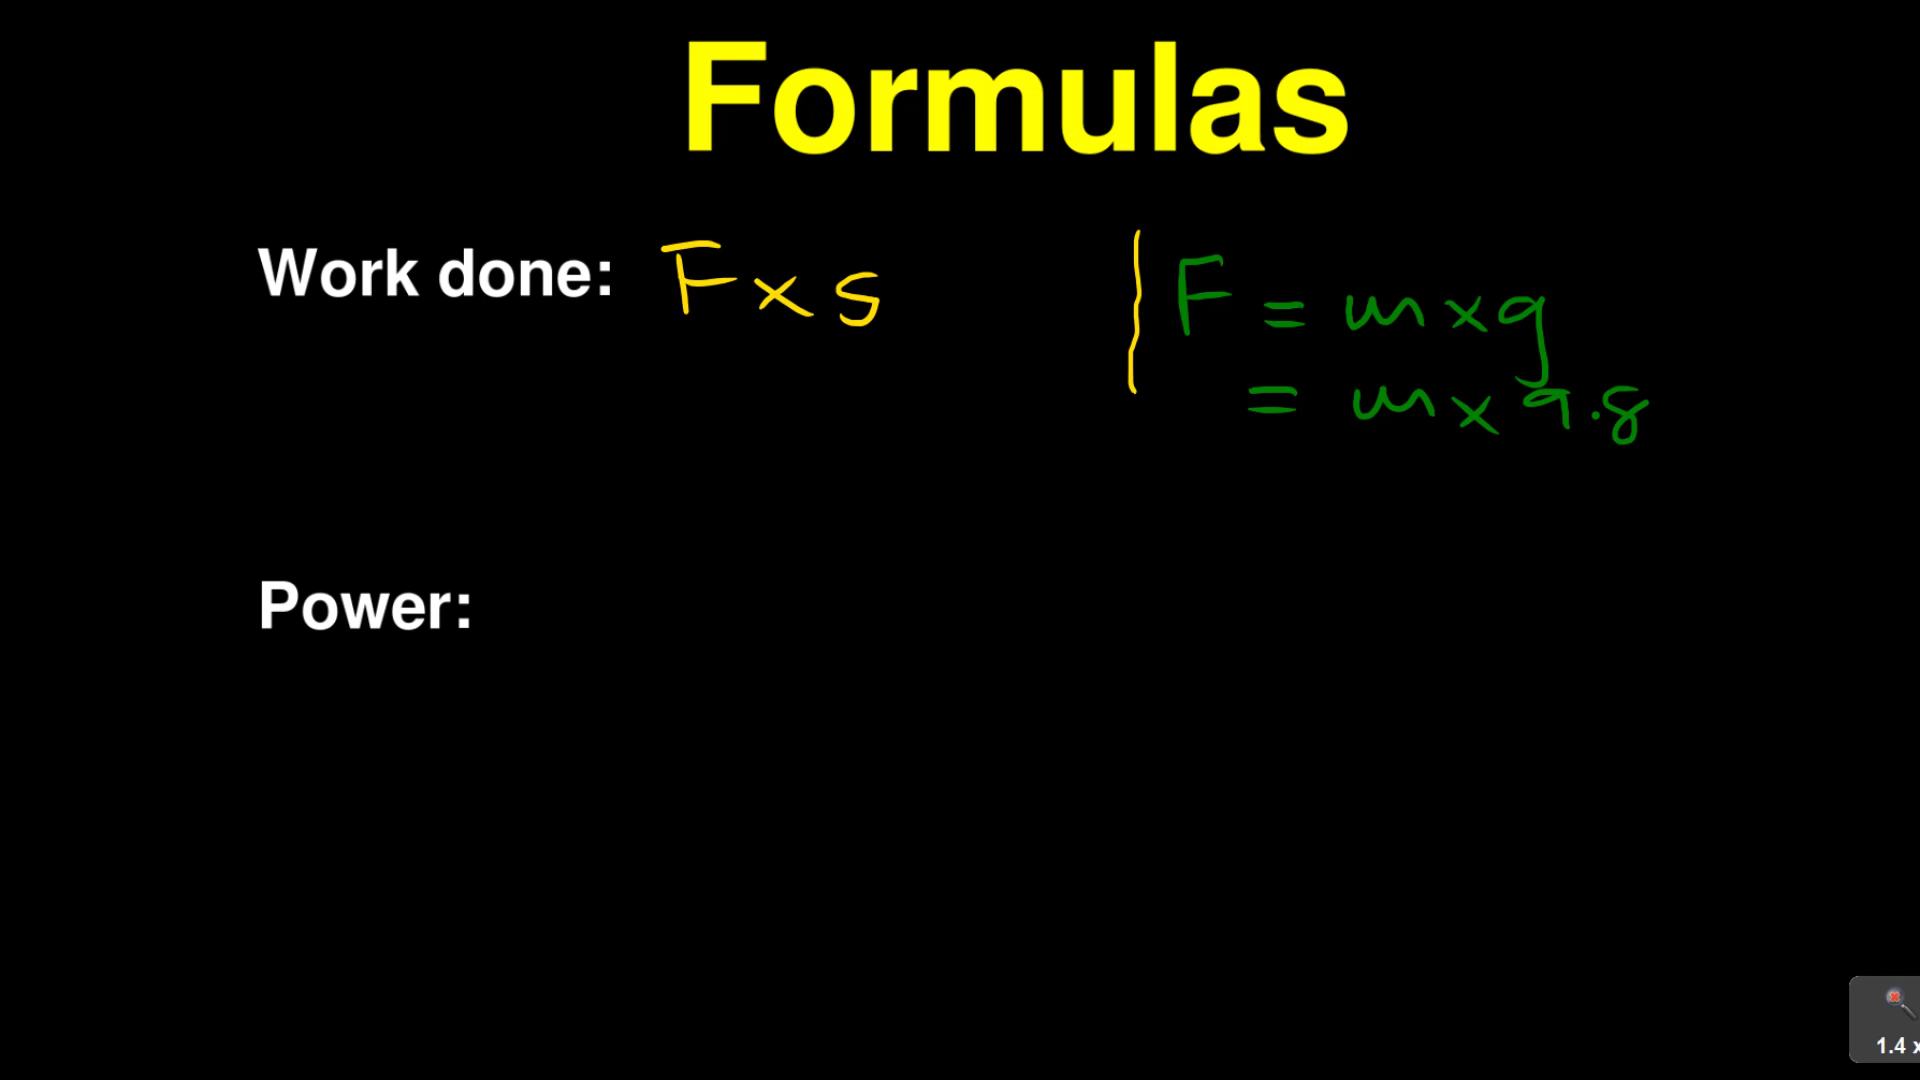 Formulas
Work done: F × s
F = m × g
= m × 9.8
Power:
1.4 x